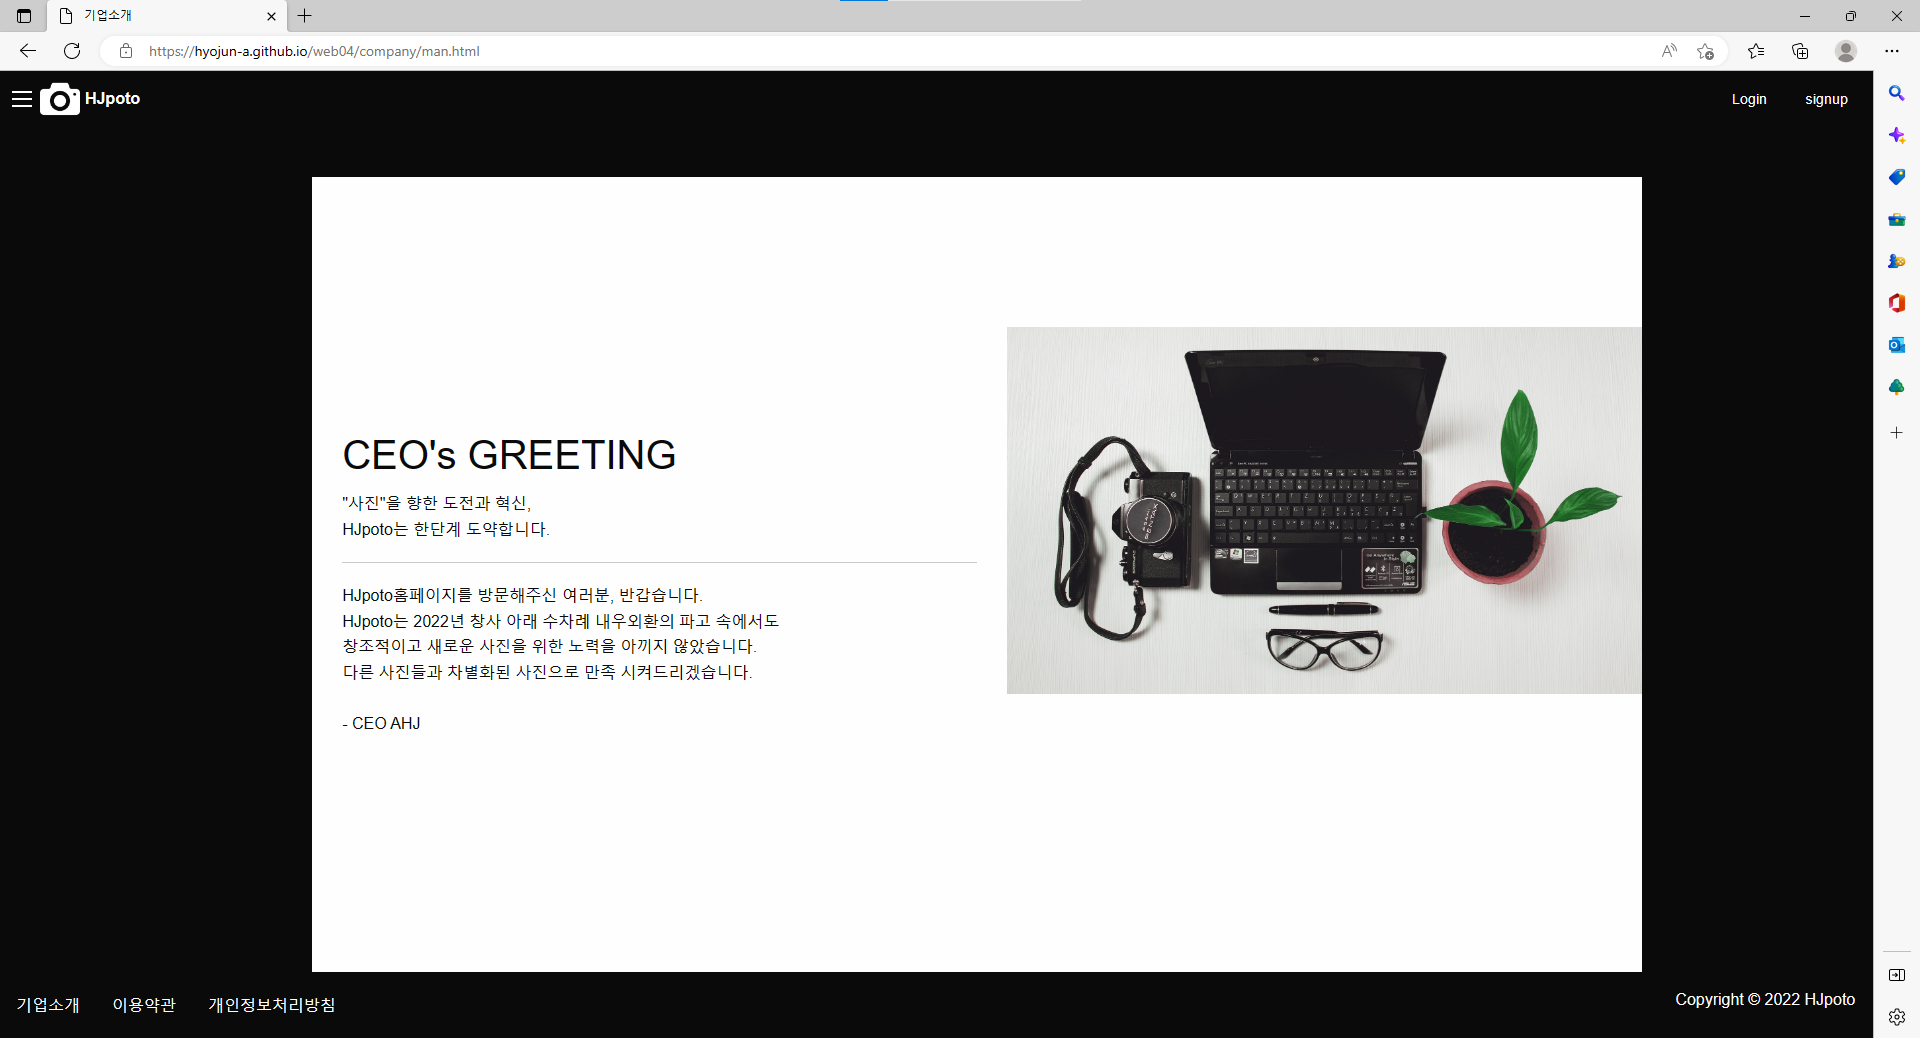 기업소개
https://hyojun-a.github.io/web04/company/man.html
HJpoto
Login
signup
CEO's GREETING
"사진"을 향한 도전과 혁신,
HJpoto는 한단계 도약합니다.
HJpoto홈페이지를 방문해주신 여러분, 반갑습니다.
HJpoto는 2022년 창사 아래 수차례 내우외환의 파고 속에서도
창조적이고 새로운 사진을 위한 노력을 아끼지 않았습니다.
다른 사진들과 차별화된 사진으로 만족 시켜드리겠습니다.
- CEO AHJ
ASAHI
PENTAX
기업소개
이용약관
개인정보처리방침
Copyright © 2022 HJpoto